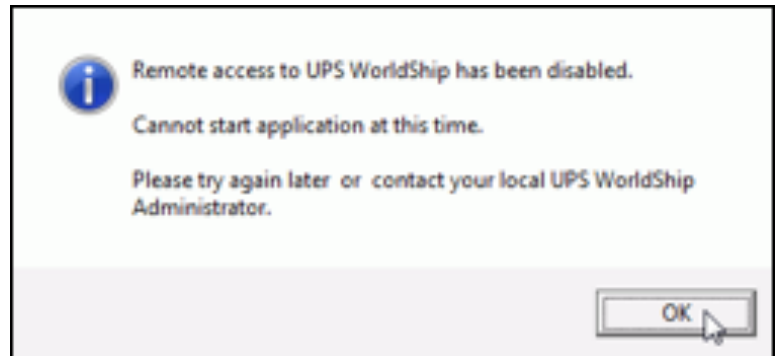 Remote access to UPS WorldShip has been disabled.
Cannot start application at this time.
Please try again later or contact your local UPS WorldShip
Administrator.
OK